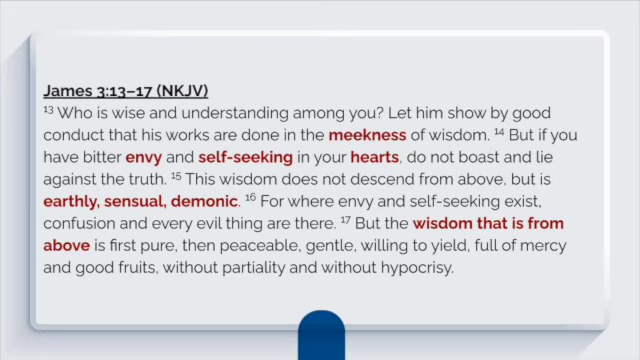 James 3:13–17 (NKJV)
13 Who is wise and understanding among you? Let him show by good
conduct that his works are done in the meekness of wisdom. 14 But if you
have bitter envy and self-seeking in your hearts, do not boast and lie
against the truth. 15 This wisdom does not descend from above, but is
earthly, sensual, demonic. 16 For where envy and self-seeking exist,
confusion and every evil thing are there. 17 But the wisdom that is from
above is first pure, then peaceable, gentle, willing to yield, full of mercy
and good fruits, without partiality and without hypocrisy.